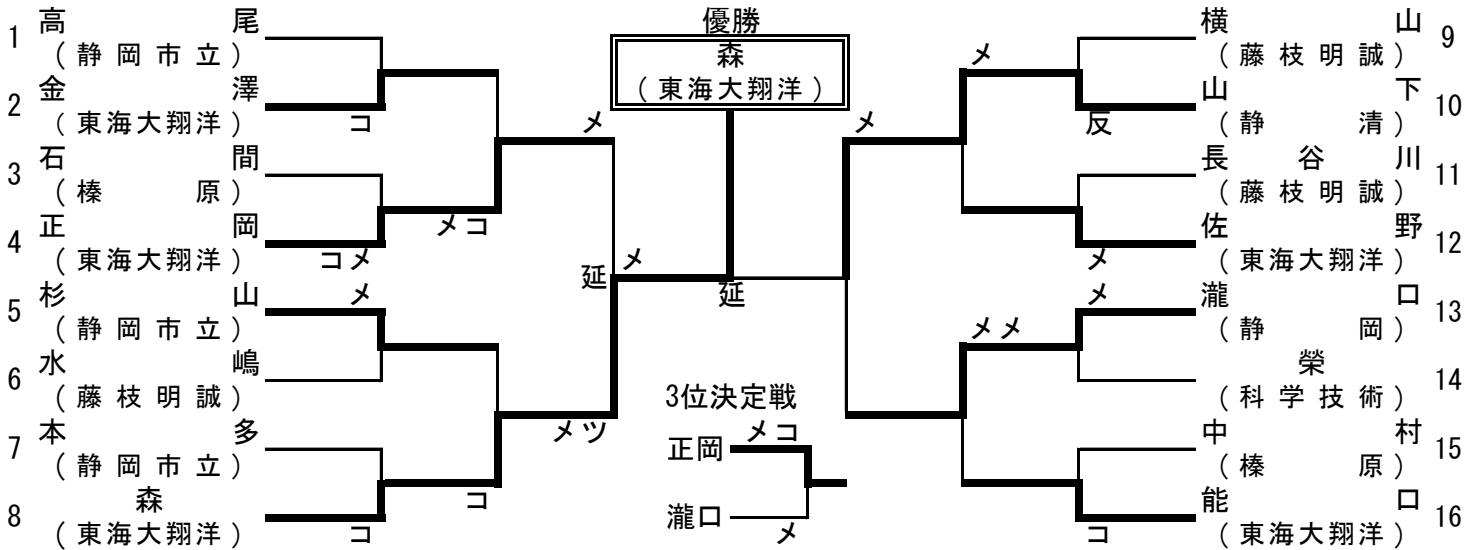 優勝
森
(東海大翔洋)
1 高尾
(静岡市立)
2 金澤
(東海大翔洋)
コ
3 石間
(榛原)
4 正岡
(東海大翔洋)
コメ
メコ
メ
5 杉山
(静岡市立)
メ
6 水嶋
(藤枝明誠)
7 本多
(静岡市立)
8 森
(東海大翔洋)
コ
コ
メツ
延
メ
延
3位決定戦
正岡
メコ
瀧口
メ
横山 9
(藤枝明誠)
メ
山下 10
(静清)
反
メ
長谷川 11
(藤枝明誠)
佐野 12
(東海大翔洋)
メ
瀧口 13
(静岡)
メ
メメ
榮 14
(科学技術)
中村 15
(榛原)
能口 16
(東海大翔洋)
コ